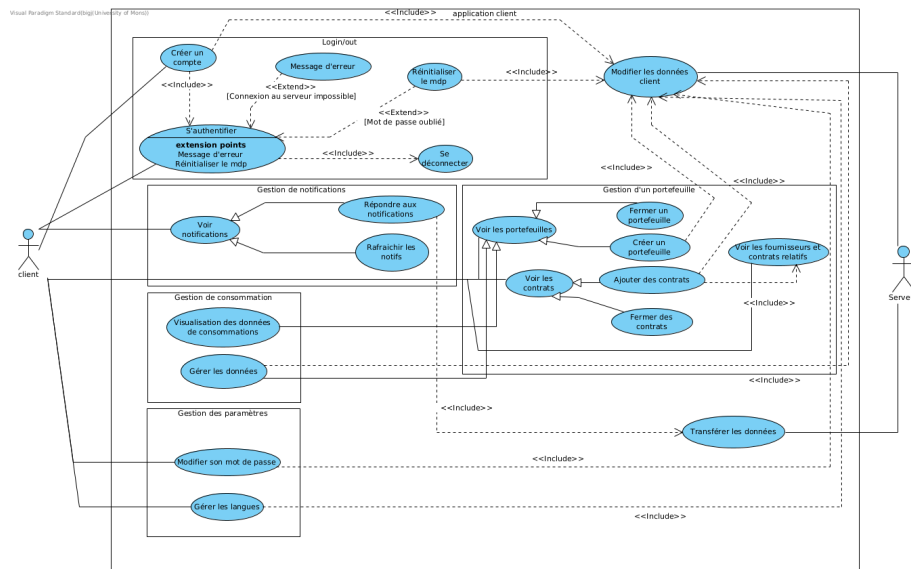 Visual Paradigm Standard(big(University of Mons))
<<Include>>
application client
Login/out
Créer un
compte
Message d'erreur
Réinitialiser
le mdp
<<Include>>
Modifier les données
client
<<Include>>
<<Extend>>
[Connexion au serveur impossible]
<<Extend>>
[Mot de passe oublié]
S'authentifier
extension points
Message d'erreur
Réinitialiser le mdp
<<Include>>
Se
déconnecter
<<Include>>
<<Include>>
Gestion de notifications
Répondre aux
notifications
Voir
notifications
Rafraichir les
notifs
Gestion d'un portefeuille
Fermer un
portefeuille
Voir les portefeuilles
Créer un
portefeuille
Voir les fournisseurs et
contrats relatifs
Voir les
contrats
Ajouter des contrats
<<Include>>
Fermer des
contrats
client
Serve
Gestion de consommation
Visualisation des données
de consommations
Gérer les données
<<Include>>
Gestion des paramètres
<<Include>>
Transférer les données
Modifier son mot de passe
<<Include>>
Gérer les langues
<<Include>>